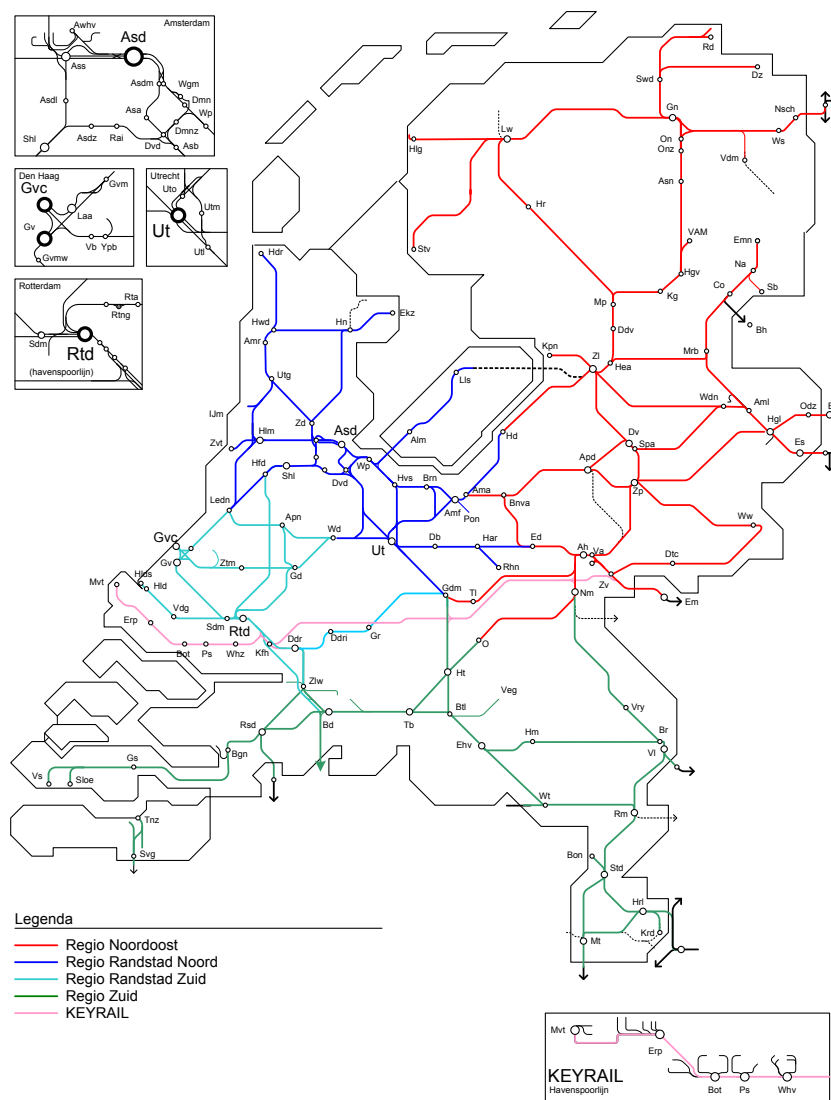 Amsterdam
Awhv
Asd
Ass
Asdm
Wgm
Dmn
Asdl
Asa
Wp
Dmnz
Shl
Asdz
Rai
Dvd
Asb
Den Haag
Gvc
Gvm
Laa
Gv
Vb
Ypb
Gvmw
Utrecht
Uto
Ut
Utm
Utl
Rotterdam
Rta
Rtng
Sdm
Rtd
(havenspoorlijn)
Rd
Swd
Dz
Gn
Nsch
Ws
Lw
Hlg
On
Onz
Vdm
Asn
Hr
Stv
VAM
Emn
Hgv
Na
Sb
Kg
Co
Mp
Bh
Ddv
Hdr
Hn
Ekz
Hwd
Amr
Kpn
Zl
Hea
Mrb
Lls
Utg
Wdn
Aml
IJm
Zd
Asd
Alm
Hd
Hgl
Odz
Es
Hlm
Zvt
Dv
Spa
Wp
Apd
Hfd
Shl
Dvd
Hvs
Brn
Zp
Ama
Bnva
Ledn
Amf
Pon
Ww
Apn
Wd
Ut
Db
Har
Ed
Ah
Va
Dtc
Gvc
Gv
Ztm
Gd
Rhn
Zv
Em
Mvt
Hlds
Hld
Gdm
Tl
Nm
Vdg
Sdm
Rtd
Erp
Ddr
Ddri
Gr
O
Bot
Ps
Whz
Kfh
Ht
Zlw
Veg
Btl
Vry
Rsd
Bd
Tb
Ehv
Hm
Br
Vl
Bgn
Gs
Vs
Sloe
Wt
Rm
Tnz
Svg
Bon
Std
Hrl
Krd
Mt
Legenda
Regio Noordoost
Regio Randstad Noord
Regio Randstad Zuid
Regio Zuid
KEYRAIL
Mvt
Erp
KEYRAIL
Havenspoorlijn
Bot
Ps
Whv